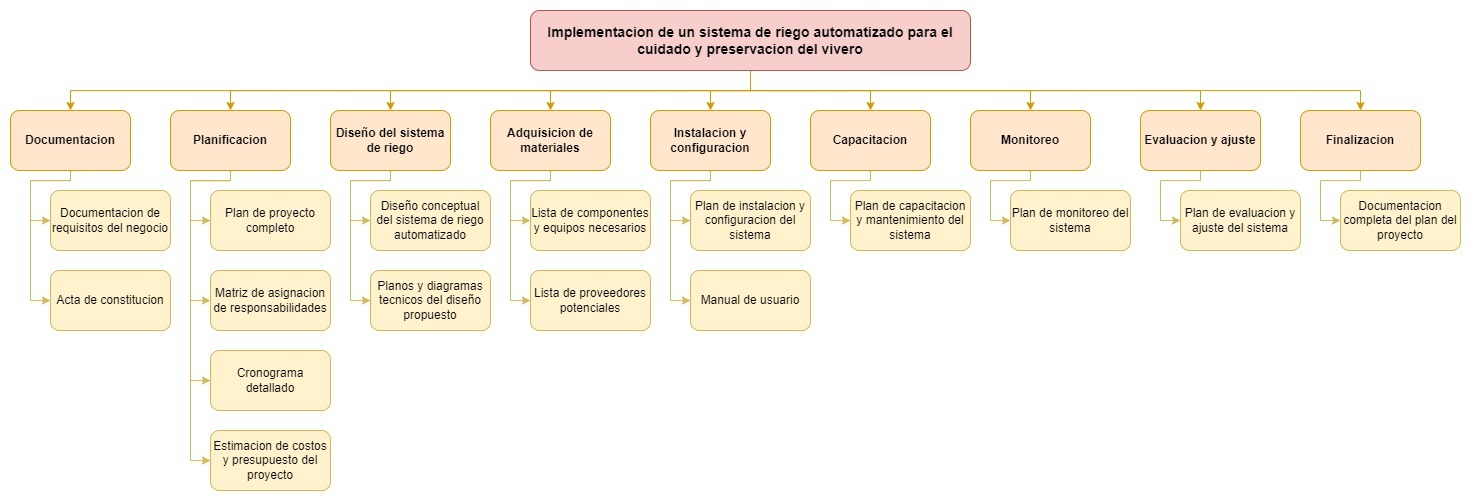 Implementacion de un sistema de riego automatizado para el
cuidado y preservacion del vivero
Documentacion
Planificacion
Diseño del sistema
de riego
Adquisicion de
materiales
Instalacion y
configuracion
Capacitacion
Monitoreo
Evaluacion y ajuste
Finalizacion
Documentacion de
requisitos del negocio
Plan de proyecto
completo
Diseño conceptual
del sistema de riego
automatizado
Lista de componentes
y equipos necesarios
Plan de instalacion y
configuracion del
sistema
Plan de capacitacion
y mantenimiento del
sistema
Plan de monitoreo del
sistema
Plan de evaluacion y
ajuste del sistema
Documentacion
completa del plan del
proyecto
Acta de constitucion
Matriz de asignacion
de responsabilidades
Planos y diagramas
tecnicos del diseño
propuesto
Lista de proveedores
potenciales
Manual de usuario
Cronograma
detallado
Estimacion de costos
y presupuesto del
proyecto